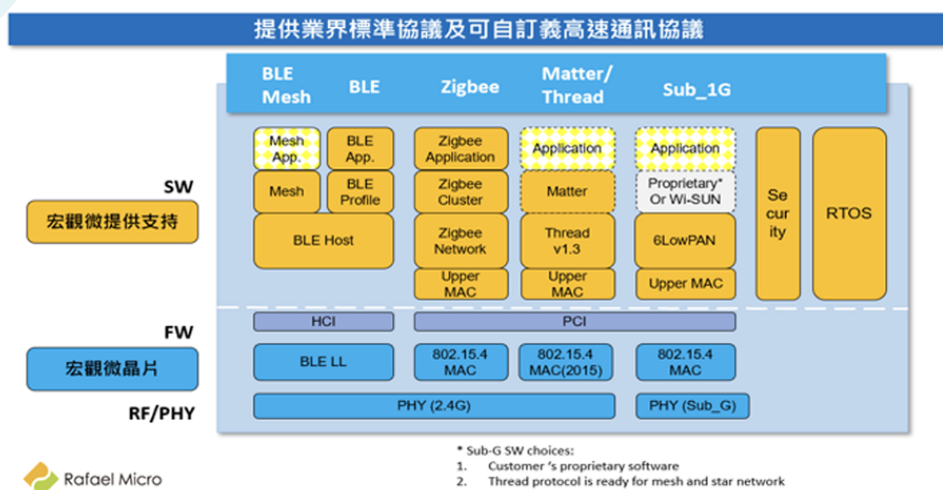 提供業界標準協議及可自訂義高速通訊協議
BLE
Mesh
BLE
Zigbee
Matter/
Thread
Sub_1G
Mesh
App.
BLE
App.
Zigbee
Application
Application
Application
Mesh
BLE
Profile
Zigbee
Cluster
Matter
Proprietary*
Or Wi-SUN
BLE Host
Zigbee
Network
Thread
v1.3
6LowPAN
Upper
MAC
Upper
MAC
Upper MAC
Se
cur
ity
RTOS
SW
宏觀微提供支持
HCI
PCI
FW
宏觀微晶片
BLE LL
802.15.4
MAC
802.15.4
MAC(2015)
802.15.4
MAC
RF/PHY
PHY (2.4G)
PHY (Sub_G)
* Sub-G SW choices:
1. Customer 's proprietary software
2. Thread protocol is ready for mesh and star network
Rafael Micro